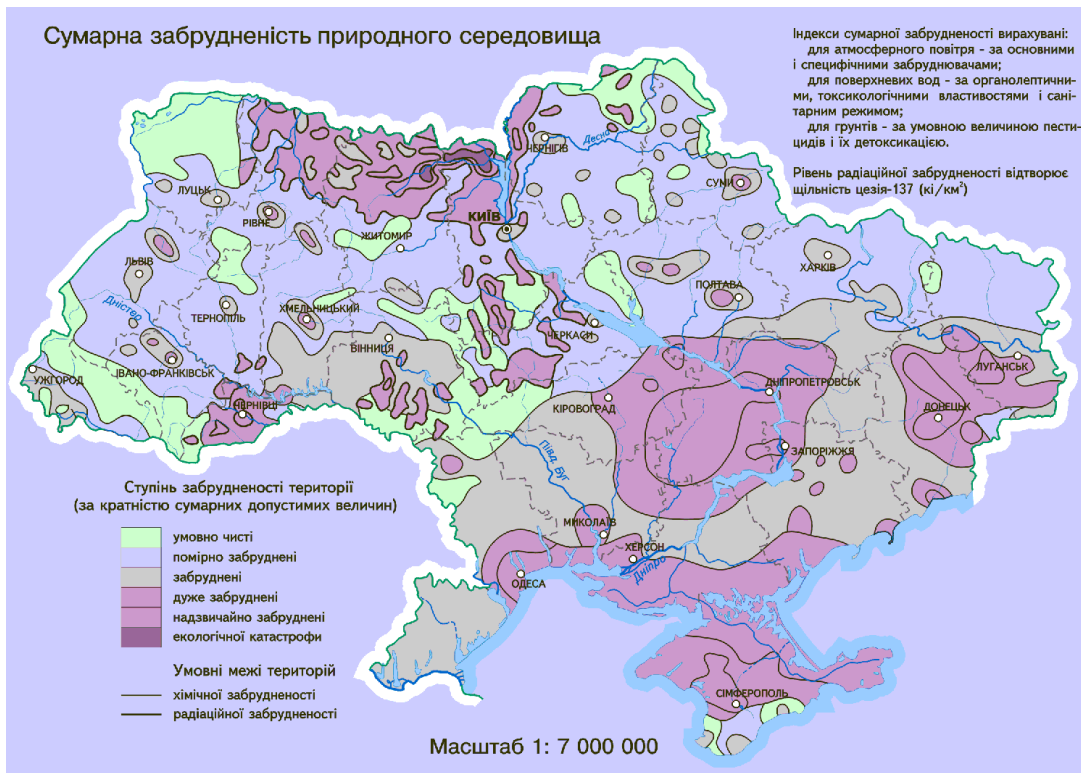 Сумарна забрудненість природного середовища
Індекси сумарної забрудненості вирахувані:
для атмосферного повітря - за основними
і специфічними забруднювачами;
для поверхневих вод - за органолептични-
ми, токсикологічними властивостями і сані-
тарним режимом;
для грунтів - за умовною величиною пести-
цидів і їх детоксикацією.
Рівень радіаційної забрудненості відтворює
щільність цезія-137 (кі/км²)
ЧЕРНІГІВ
Десна
ЛУЦЬК
СУМИ
РІВНЕ
КИЇВ
ЖИТОМИР
ЛЬВІВ
ХАРКІВ
ПОЛТАВА
Дністер
ТЕРНОПІЛЬ
ХМЕЛЬНИЦЬКИЙ
ЧЕРКАСИ
ВІННИЦЯ
ІВАНО-ФРАНКІВСЬК
УЖГОРОД
ЛУГАНСЬК
ДНІПРОПЕТРОВСЬК
ЧЕРНІВЦІ
КІРОВОГРАД
ДОНЕЦЬК
ЗАПОРІЖЖЯ
Півд. Буг
МИКОЛАЇВ
ХЕРСОН
Дніпро
ОДЕСА
СІМФЕРОПОЛЬ
Ступінь забрудненості території
(за кратністю сумарних допустимих величин)
умовно чисті
помірно забруднені
забруднені
дуже забруднені
надзвичайно забруднені
екологічної катастрофи
Умовні межі територій
хімічної забрудненості
радіаційної забрудненості
Масштаб 1: 7 000 000